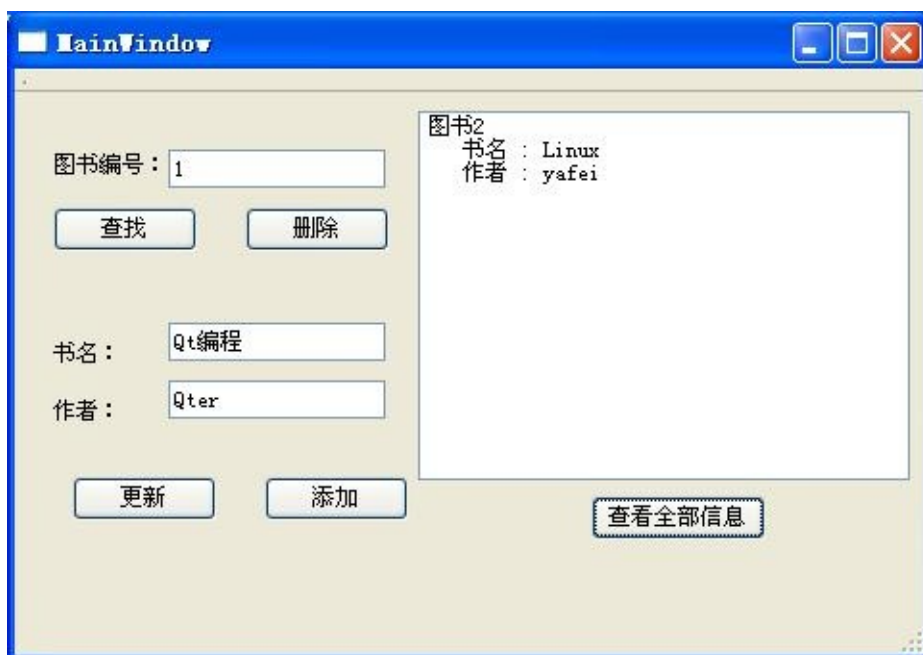 MainWindow
图书编号：1
查找 删除
书名：Qt编程
作者：Qter
更新 添加
图书2
书名 : Linux
作者 : yafei
查看全部信息